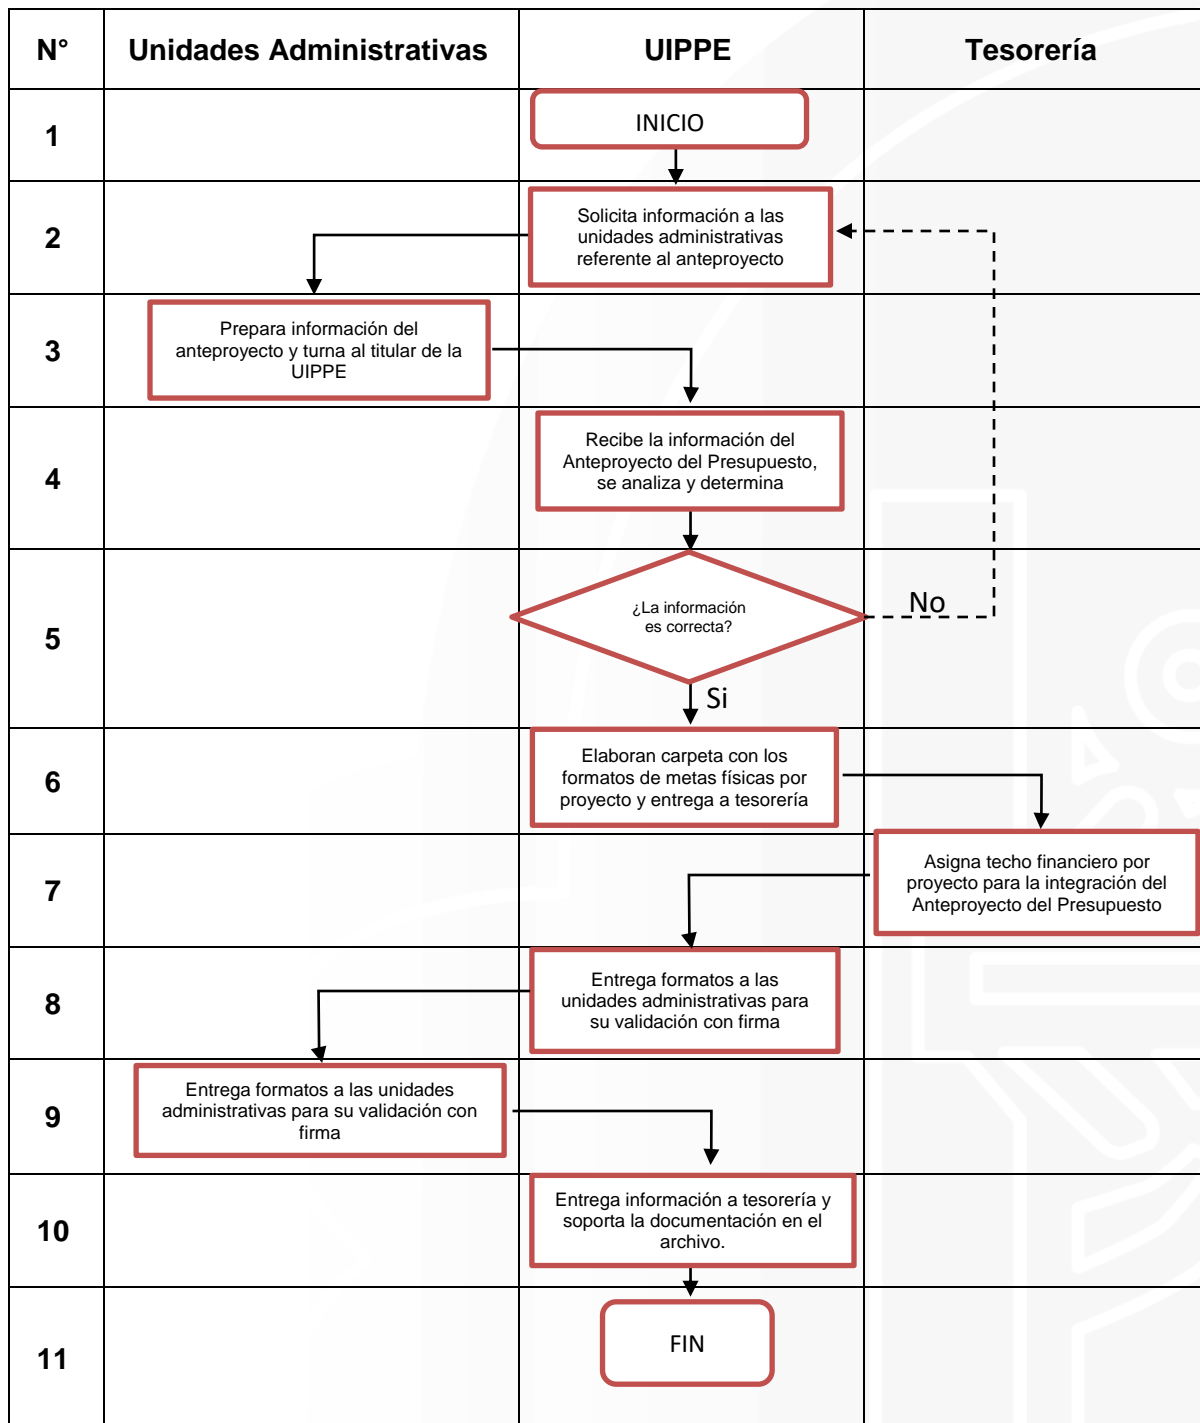 N° Unidades Administrativas UIPPE Tesorería
1
INICIO
2
Solicita información a las
unidades administrativas
referente al anteproyecto
3
Prepara información del
anteproyecto y turna al titular de la
UIPPE
4
Recibe la información del
Anteproyecto del Presupuesto,
se analiza y determina
5
¿La información
es correcta?
No
Si
6
Elaboran carpeta con los
formatos de metas físicas por
proyecto y entrega a tesorería
7
Asigna techo financiero por
proyecto para la integración del
Anteproyecto del Presupuesto
8
Entrega formatos a las
unidades administrativas para
su validación con firma
9
Entrega formatos a las unidades
administrativas para su validación con
firma
10
Entrega información a tesorería y
soporta la documentación en el
archivo.
11
FIN